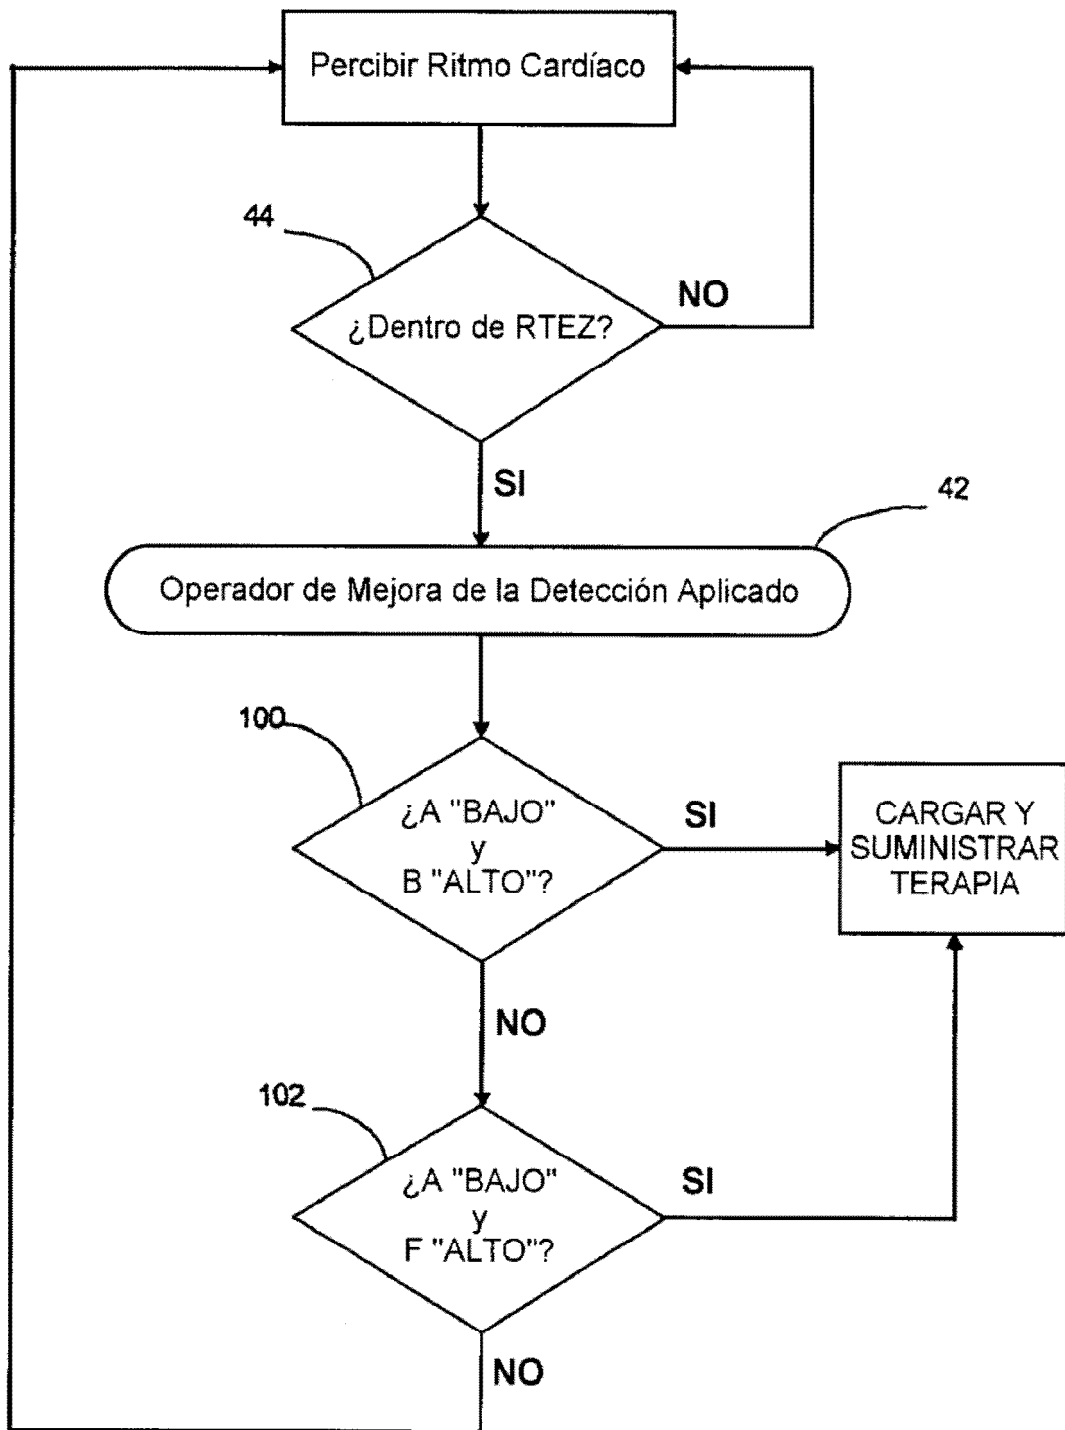 Percibir Ritmo Cardíaco
44
NO
¿Dentro de RTEZ?
SI
42
Operador de Mejora de la Detección Aplicado
100
¿A "BAJO"
y
B "ALTO"?
SI
CARGAR Y
SUMINISTRAR
TERAPIA
NO
102
¿A "BAJO"
y
F "ALTO"?
SI
NO